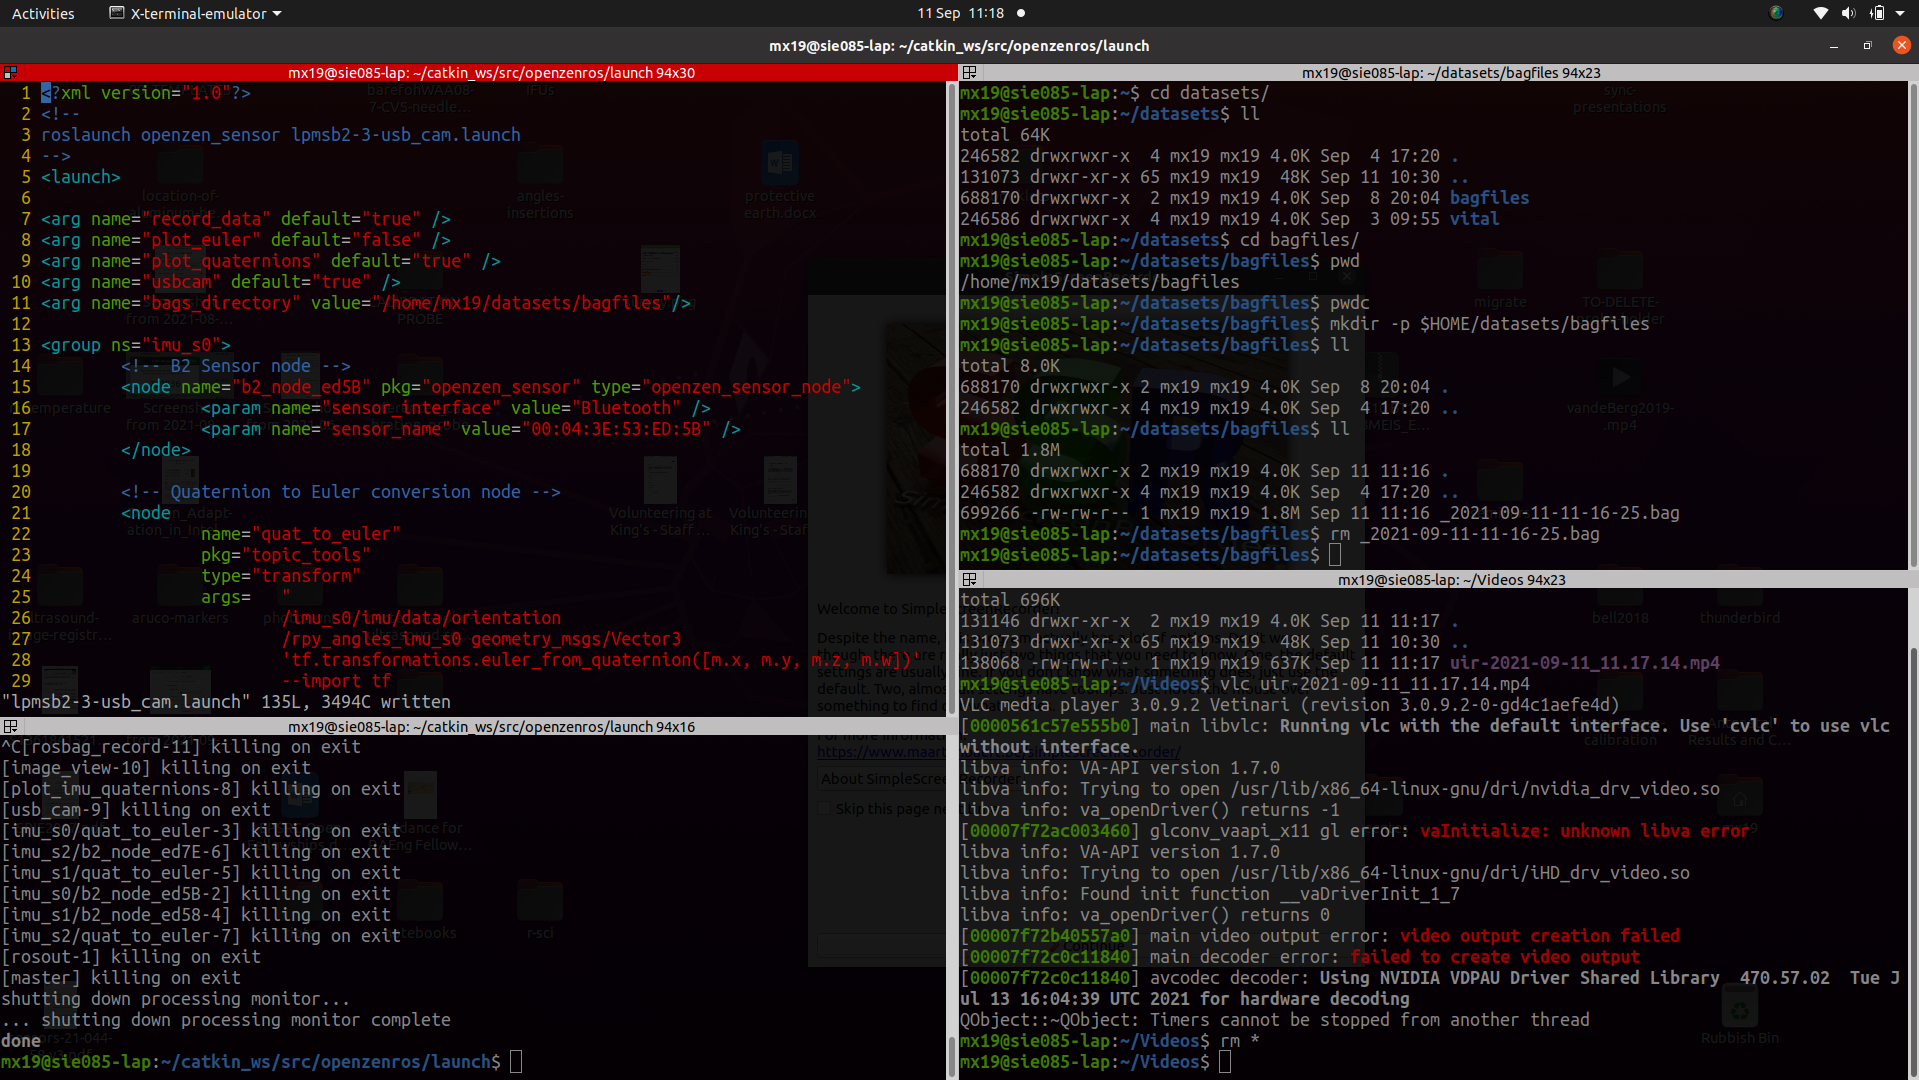 Activities
X-terminal-emulator
11 Sep 11:18
mx19@sie085-lap: ~/catkin_ws/src/openzenros/launch
mx19@sie085-lap: ~/catkin_ws/src/openzenros/launch 94x30
1 <?xml version="1.0"?>
2 <!--
3 roslaunch openzen_sensor lpmsb2-3-usb_cam.launch
4 -->
5 <launch>
6
7 <arg name="record_data" default="true" />
8 <arg name="plot_euler" default="false" />
9 <arg name="plot_quaternions" default="true" />
10 <arg name="usbcam" default="true" />
11 <arg name="bags_directory" value="/home/mx19/datasets/bagfiles"/>
12
13 <group ns="imu_s0">
14 <!-- B2 Sensor node -->
15 <node name="b2_node_ed5B" pkg="openzen_sensor" type="openzen_sensor_node">
16 <param name="sensor_interface" value="Bluetooth" />
17 <param name="sensor_name" value="00:04:3E:53:ED:5B" />
18 </node>
19
20 <!-- Quaternion to Euler conversion node -->
21 <node
22 name="quat_to_euler"
23 pkg="topic_tools"
24 type="transform"
25 args= "
26 /imu_s0/imu/data/orientation
27 /rpy_angles_imu_s0 geometry_msgs/Vector3
28 'tf.transformations.euler_from_quaternion([m.x, m.y, m.z, m.w])'
29 --import tf
"lpmsb2-3-usb_cam.launch" 135L, 3494C written
mx19@sie085-lap: ~/catkin_ws/src/openzenros/launch 94x16
^C[rosbag_record-11] killing on exit
[image_view-10] killing on exit
[plot_imu_quaternions-8] killing on exit
[usb_cam-9] killing on exit
[imu_s0/quat_to_euler-3] killing on exit
[imu_s2/b2_node_ed7E-6] killing on exit
[imu_s1/quat_to_euler-5] killing on exit
[imu_s0/b2_node_ed5B-2] killing on exit
[imu_s1/b2_node_ed58-4] killing on exit
[imu_s2/quat_to_euler-7] killing on exit
[rosout-1] killing on exit
[master] killing on exit
shutting down processing monitor...
... shutting down processing monitor complete
done
mx19@sie085-lap:~/catkin_ws/src/openzenros/launch$
mx19@sie085-lap: ~/datasets/bagfiles 94x23
mx19@sie085-lap:~$ cd datasets/
mx19@sie085-lap:~/datasets$ ll
total 64K
246582 drwxrwxr-x 4 mx19 mx19 4.0K Sep 4 17:20 .
131073 drwxr-xr-x 65 mx19 mx19 48K Sep 11 10:30 ..
688170 drwxrwxr-x 2 mx19 mx19 4.0K Sep 8 20:04 bagfiles
246586 drwxrwxr-x 4 mx19 mx19 4.0K Sep 3 09:55 vital
mx19@sie085-lap:~/datasets$ cd bagfiles/
mx19@sie085-lap:~/datasets/bagfiles$ pwd
/home/mx19/datasets/bagfiles
mx19@sie085-lap:~/datasets/bagfiles$ pwdc
mx19@sie085-lap:~/datasets/bagfiles$ mkdir -p $HOME/datasets/bagfiles
mx19@sie085-lap:~/datasets/bagfiles$ ll
total 8.0K
688170 drwxrwxr-x 2 mx19 mx19 4.0K Sep 8 20:04 .
246582 drwxrwxr-x 4 mx19 mx19 4.0K Sep 4 17:20 ..
mx19@sie085-lap:~/datasets/bagfiles$ ll
total 1.8M
688170 drwxrwxr-x 2 mx19 mx19 4.0K Sep 11 11:16 .
246582 drwxrwxr-x 4 mx19 mx19 4.0K Sep 4 17:20 ..
699266 -rw-rw-r-- 1 mx19 mx19 1.8M Sep 11 11:16 _2021-09-11-11-16-25.bag
mx19@sie085-lap:~/datasets/bagfiles$ rm _2021-09-11-11-16-25.bag
mx19@sie085-lap:~/datasets/bagfiles$
mx19@sie085-lap: ~/Videos 94x23
total 696K
131146 drwxr-xr-x 2 mx19 mx19 4.0K Sep 11 11:17 .
131073 drwxr-xr-x 65 mx19 mx19 48K Sep 11 10:30 ..
138068 -rw-rw-r-- 1 mx19 mx19 637K Sep 11 11:17 uir-2021-09-11_11.17.14.mp4
mx19@sie085-lap:~/Videos$ vlc uir-2021-09-11_11.17.14.mp4
VLC media player 3.0.9.2 Vetinari (revision 3.0.9.2-0-gd4c1aefe4d)
[0000561c57e555b0] main libvlc: Running vlc with the default interface. Use 'cvlc' to use vlc
without interface.
libva info: VA-API version 1.7.0
libva info: Trying to open /usr/lib/x86_64-linux-gnu/dri/nvidia_drv_video.so
libva info: va_openDriver() returns -1
[00007f72ac003460] glconv_vaapi_x11 gl error: vaInitialize: unknown libva error
libva info: VA-API version 1.7.0
libva info: Trying to open /usr/lib/x86_64-linux-gnu/dri/iHD_drv_video.so
libva info: Found init function __vaDriverInit_1_7
libva info: va_openDriver() returns 0
[00007f72b40557a0] main video output error: video output creation failed
[00007f72c0c11840] main decoder error: failed to create video output
[00007f72c0c11840] avcodec decoder: Using NVIDIA VDPAU Driver Shared Library 470.57.02 Tue J
ul 13 16:04:39 UTC 2021 for hardware decoding
QObject::~QObject: Timers cannot be stopped from another thread
mx19@sie085-lap:~/Videos$ rm *
mx19@sie085-lap:~/Videos$